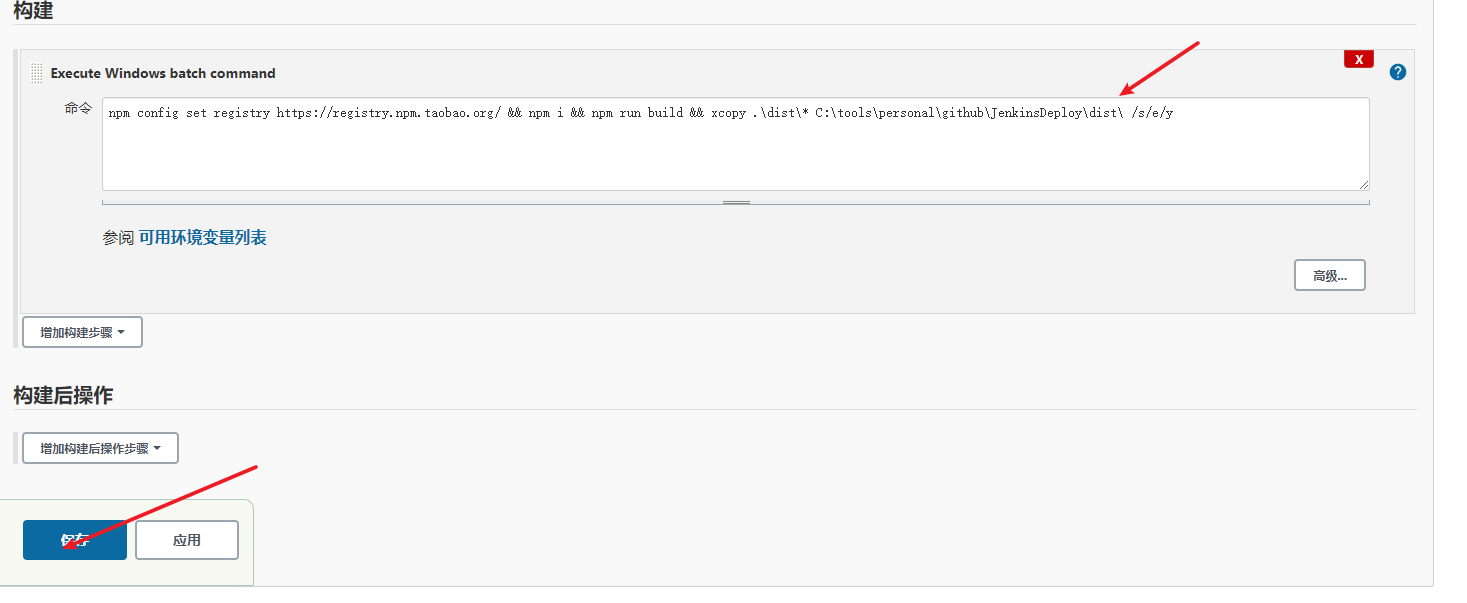 构建
X
Execute Windows batch command
?
命令
npm config set registry https://registry.npm.taobao.org/ && npm i && npm run build && xcopy .\dist\* C:\tools\personal\github\JenkinsDeploy\dist\ /s/e/y
参阅 可用环境变量列表
高级...
增加构建步骤
构建后操作
增加构建后操作步骤
保存
应用